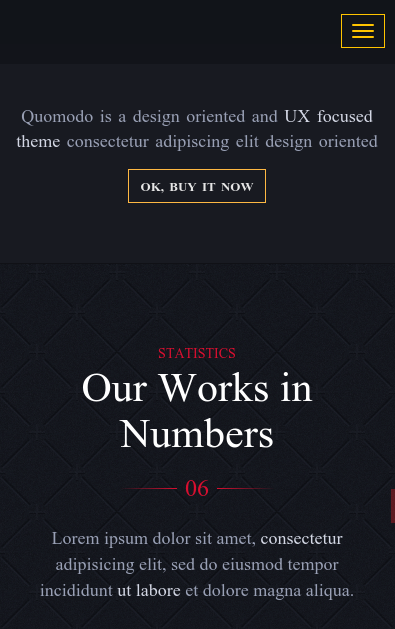 Quomodo is a design oriented and UX focused
theme consectetur adipiscing elit design oriented
OK, BUY IT NOW
STATISTICS
Our Works in
Numbers
06
Lorem ipsum dolor sit amet, consectetur
adipisicing elit, sed do eiusmod tempor
incididunt ut labore et dolore magna aliqua.